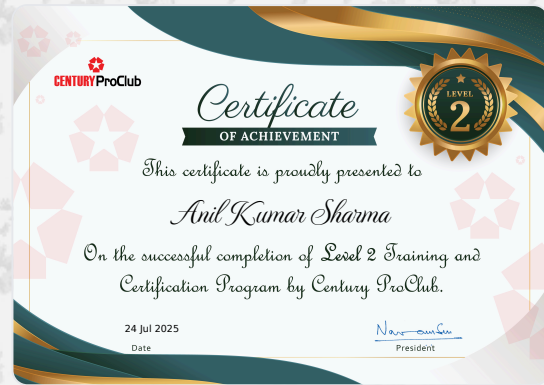 CENTURY ProClub
Certificate
OF ACHIEVEMENT
LEVEL
2
This certificate is proudly presented to
Anil Kumar Sharma
On the successful completion of Level 2 Training and
Certification Program by Century ProClub.
24 Jul 2025
Date
President